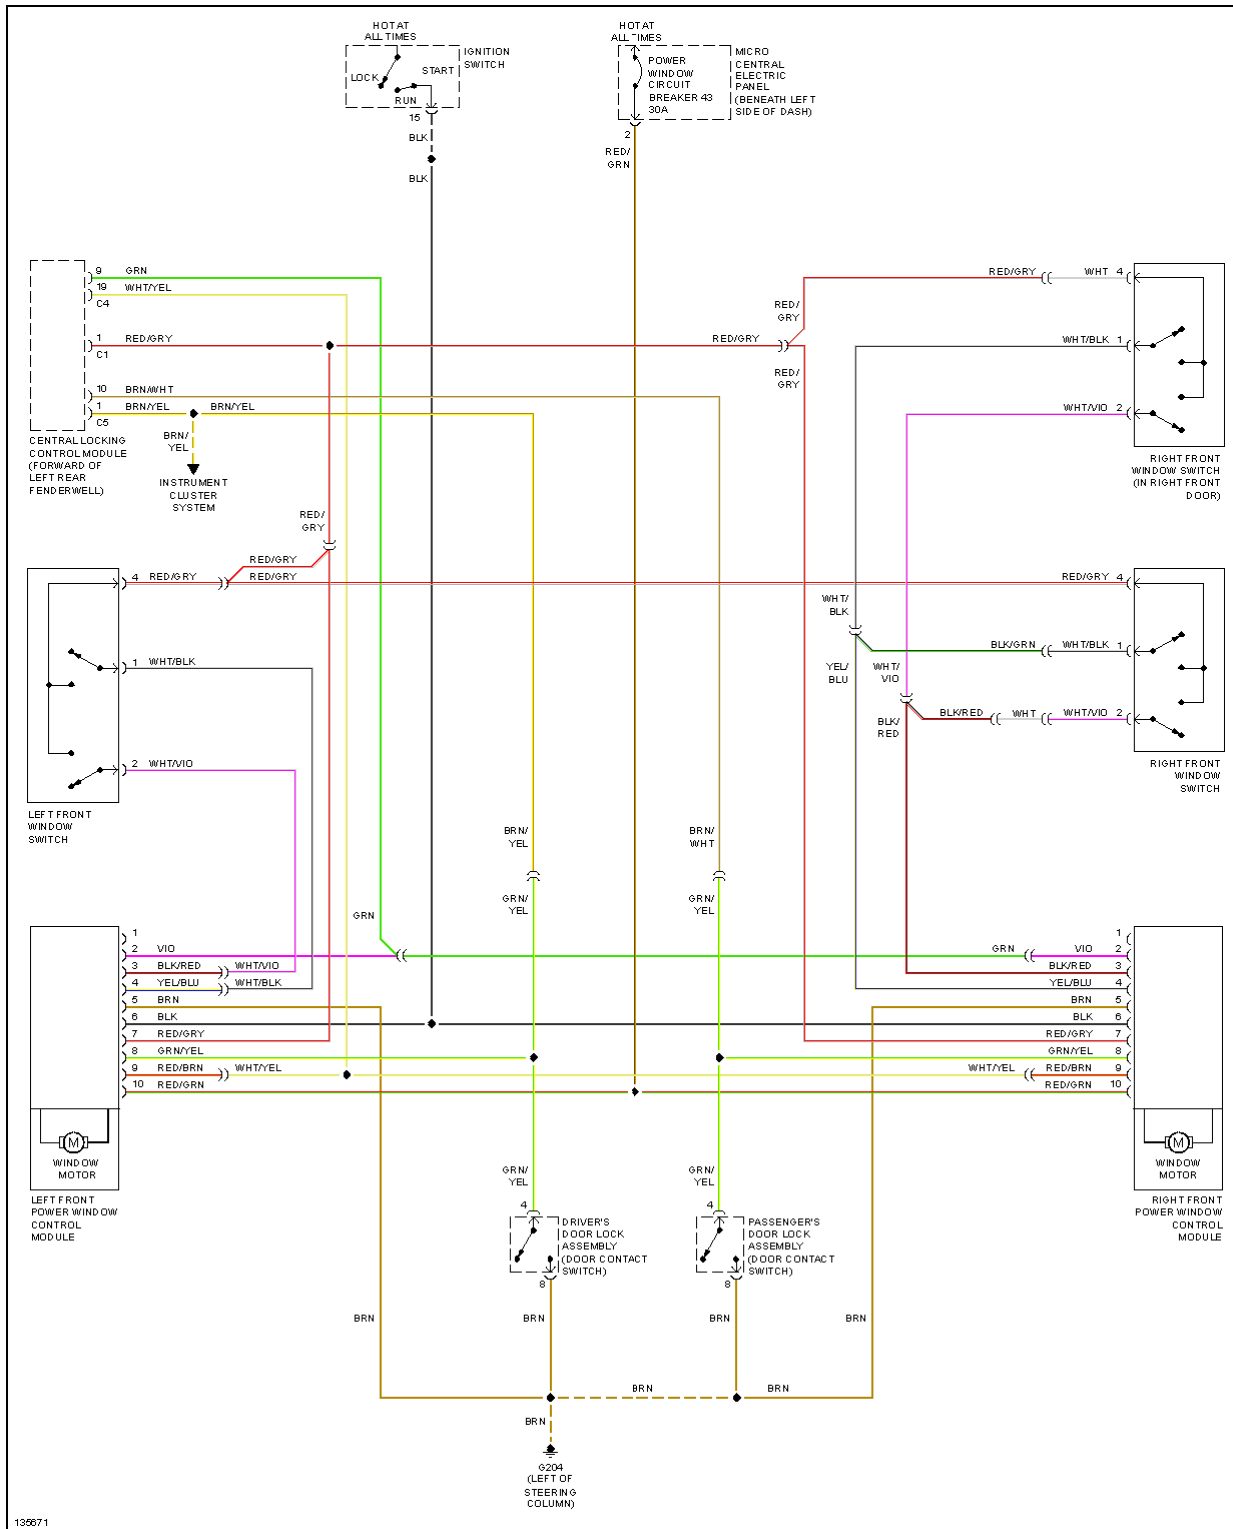 HOT AT
ALL TIMES
IGNITION
SWITCH
LOCK
START
RUN
15
BLK
BLK
HOT AT
ALL TIMES
POWER
WINDOW
CIRCUIT
BREAKER 43
30A
MICRO
CENTRAL
ELECTRIC
PANEL
(BENEATH LEFT
SIDE OF DASH)
2
RED/
GRN
9 GRN
19 WHT/YEL
C4
1 RED/GRY
C1
10 BRN/WHT
1 BRN/YEL
BRN/YEL
C5
CENTRAL LOCKING
CONTROL MODULE
(FORWARD OF
LEFT REAR
FENDERWELL)
BRN/
YEL
INSTRUMENT
CLUSTER
SYSTEM
RED/GRY
RED/
GRY
RED/
GRY
RED/GRY
WHT 4
WHT/BLK 1
WHT/VIO 2
RIGHT FRONT
WINDOW SWITCH
(IN RIGHT FRONT
DOOR)
RED/
GRY
RED/GRY
4 RED/GRY
RED/GRY
RED/GRY 4
1 WHT/BLK
2 WHT/VIO
LEFT FRONT
WINDOW
SWITCH
WHT/
BLK
YEL/
BLU
WHT/
VIO
BLK/
RED
BLK/GRN
WHT/BLK 1
BLK/RED
WHT
WHT/VIO 2
RIGHT FRONT
WINDOW
SWITCH
BRN/
YEL
BRN/
WHT
GRN/
YEL
GRN/
YEL
GRN
1
2 VIO
3 BLK/RED
WHT/VIO
4 YEL/BLU
WHT/BLK
5 BRN
6 BLK
7 RED/GRY
8 GRN/YEL
9 RED/BRN
WHT/YEL
10 RED/GRN
1
GRN
VIO 2
BLK/RED 3
YEL/BLU 4
BRN 5
BLK 6
RED/GRY 7
GRN/YEL 8
WHT/YEL
RED/BRN 9
RED/GRN 10
M
WINDOW
MOTOR
LEFT FRONT
POWER WINDOW
CONTROL
MODULE
M
WINDOW
MOTOR
RIGHT FRONT
POWER WINDOW
CONTROL
MODULE
GRN/
YEL
4
DRIVER'S
DOOR LOCK
ASSEMBLY
(DOOR CONTACT
SWITCH)
8
GRN/
YEL
4
PASSENGER'S
DOOR LOCK
ASSEMBLY
(DOOR CONTACT
SWITCH)
8
BRN
BRN
BRN
BRN
BRN
BRN
BRN
G204
(LEFT OF
STEERING
COLUMN)
135671